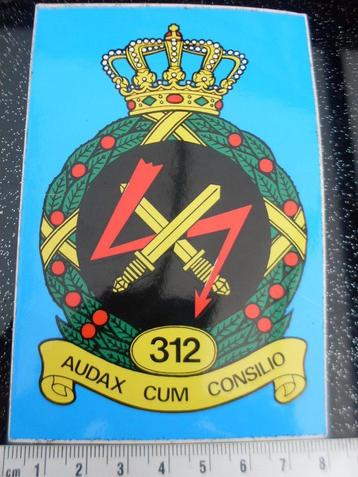 312
AUDAX CUM CONSILIO
cm 1 2 3 4 5 6 7 8